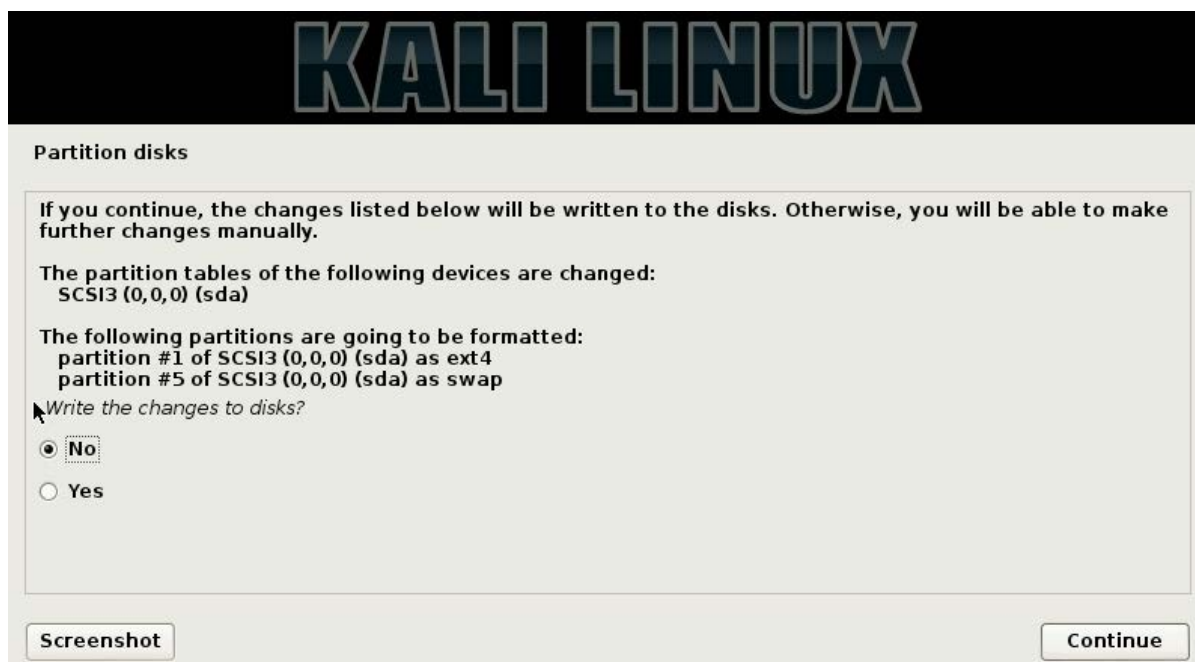 KALI LINUX
Partition disks
If you continue, the changes listed below will be written to the disks. Otherwise, you will be able to make
further changes manually.
The partition tables of the following devices are changed:
SCSI3 (0,0,0) (sda)
The following partitions are going to be formatted:
partition #1 of SCSI3 (0,0,0) (sda) as ext4
partition #5 of SCSI3 (0,0,0) (sda) as swap
Write the changes to disks?
No
Yes
Screenshot
Continue